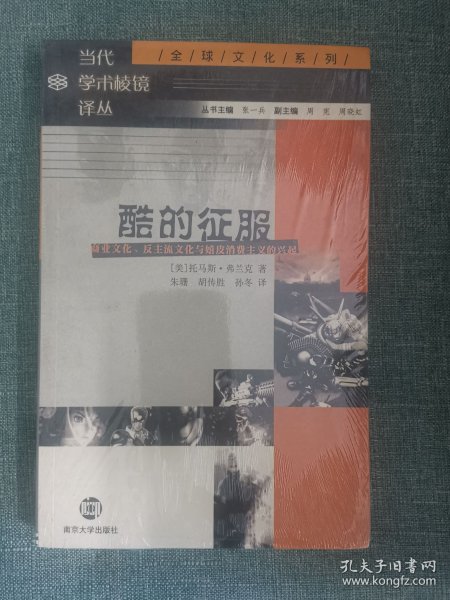 当代
学术棱镜
译丛
/全/球/文/化/系/列/
丛书主编 张一兵 副主编 周宪 周晓虹
酷的征服
商业文化、反主流文化与嬉皮消费主义的兴起
[美]托马斯·弗兰克 著
朱珊 胡传胜 孙冬 译
南京大学出版社
孔夫子旧书网
www.kongfz.com